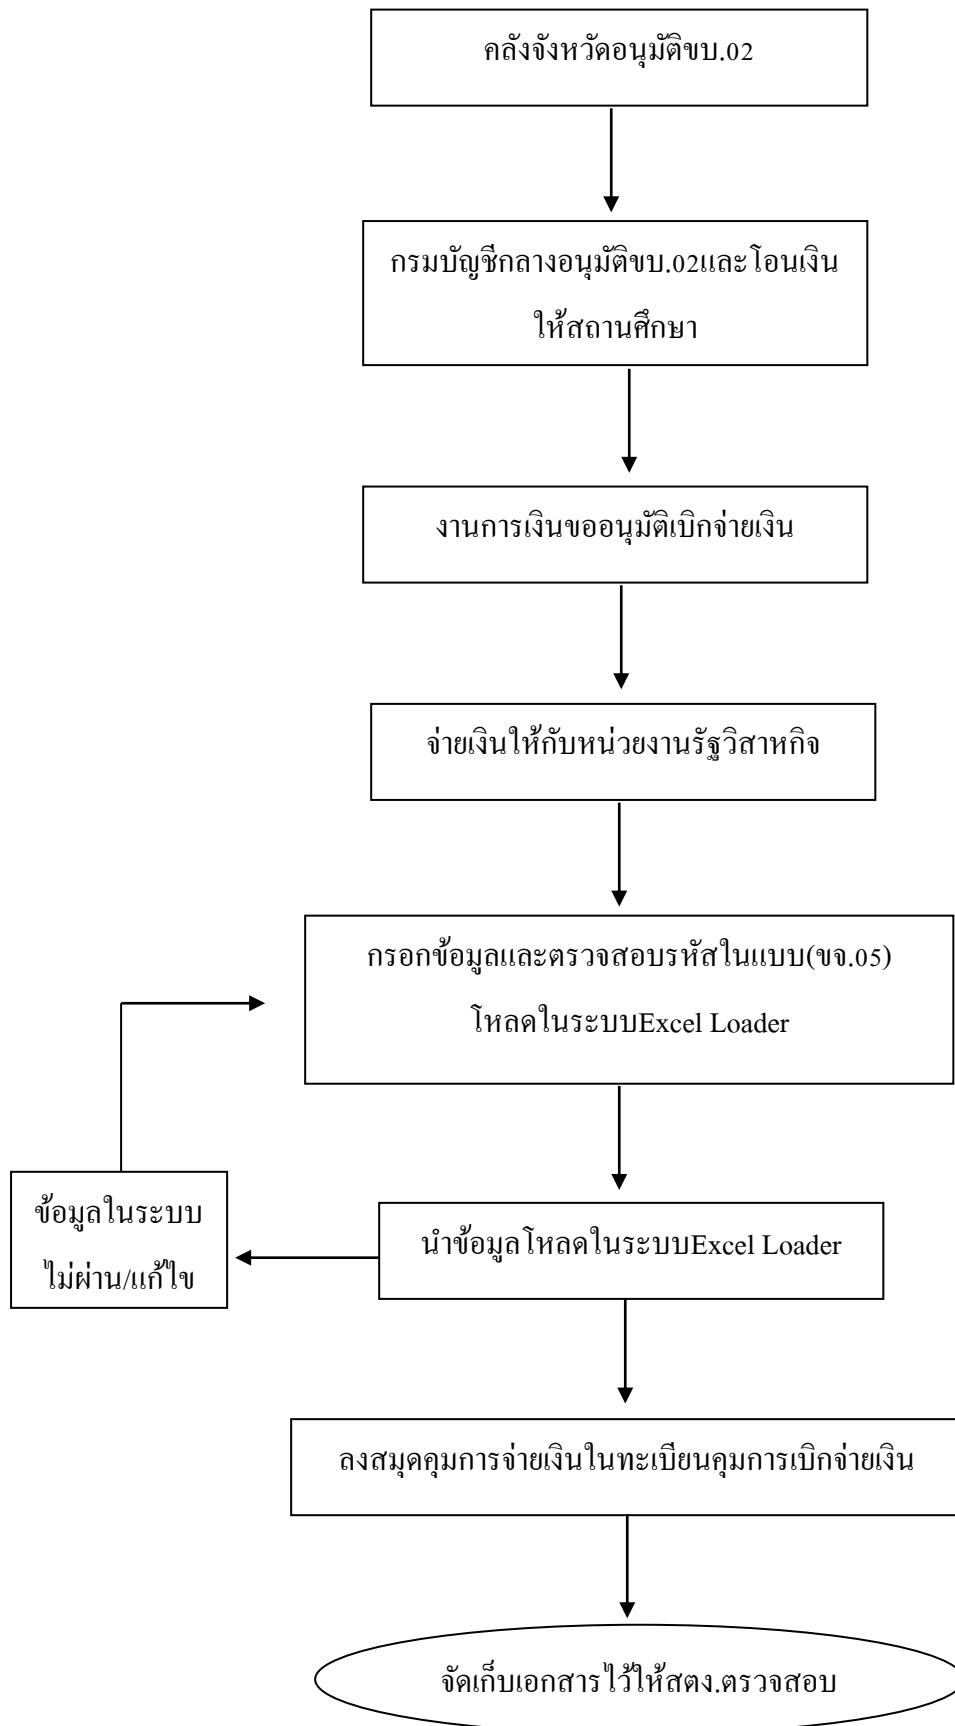 คลังจังหวัดอนุมัติขบ.02
กรมบัญชีกลางอนุมัติขบ.02และโอนเงิน
ให้สถานศึกษา
งานการเงินขออนุมัติเบิกจ่ายเงิน
จ่ายเงินให้กับหน่วยงานรัฐวิสาหกิจ
กรอกข้อมูลและตรวจสอบรหัสในแบบ(ขจ.05)
โหลดในระบบExcel Loader
ข้อมูลในระบบ
ไม่ผ่าน/แก้ไข
นำข้อมูลโหลดในระบบExcel Loader
ลงสมุดคุมการจ่ายเงินในทะเบียนคุมการเบิกจ่ายเงิน
จัดเก็บเอกสารไว้ให้สตง.ตรวจสอบ